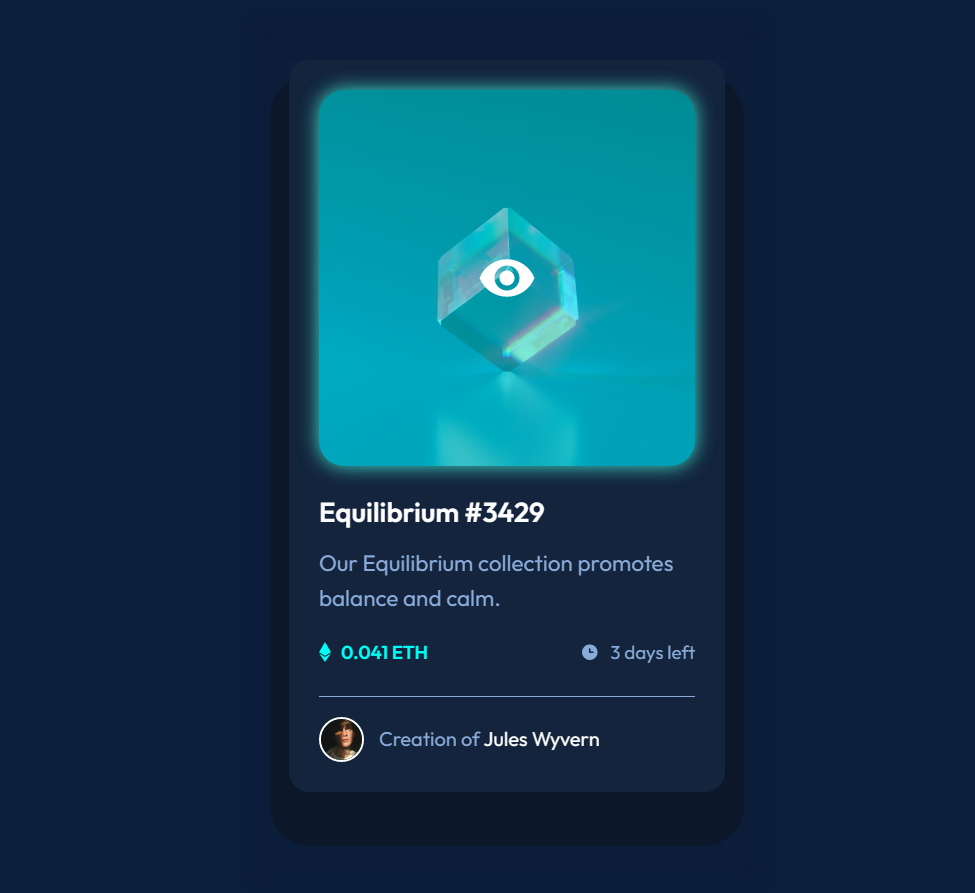 Equilibrium #3429
Our Equilibrium collection promotes
balance and calm.
0.041 ETH
3 days left
Creation of Jules Wyvern